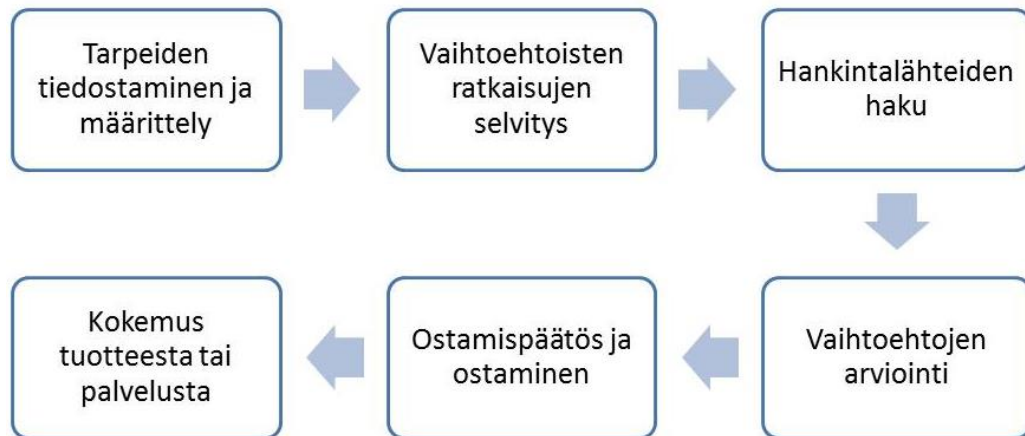 Tarpeiden
tiedostaminen ja
määrittely
Vaihtoehtoisten
ratkaisujen
selvitys
Hankintalähteiden
haku
Vaihtoehtojen
arviointi
Ostamispäätös ja
ostaminen
Kokemus
tuotteesta tai
palvelusta